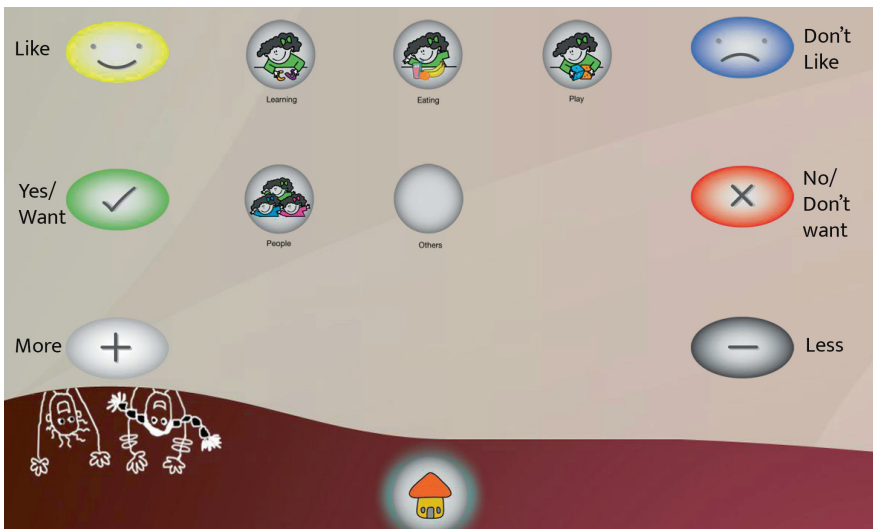 Like
Learning
Eating
Play
Don't
Like
Yes/
Want
People
Others
No/
Don't
want
More
Less